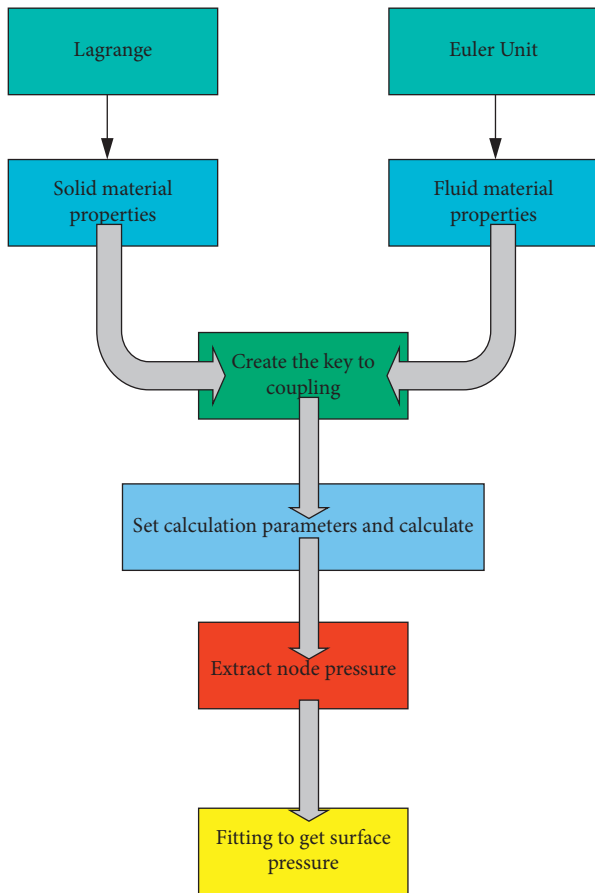 Lagrange
Euler Unit
Solid material
properties
Fluid material
properties
Create the key to
coupling
Set calculation parameters and calculate
Extract node pressure
Fitting to get surface
pressure